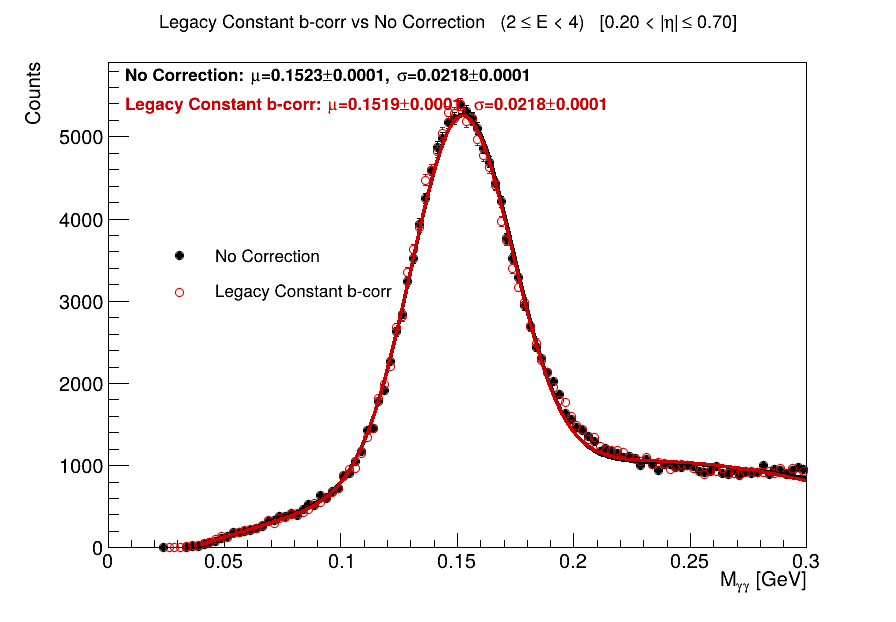 Legacy Constant b-corr vs No Correction (2 ≤ E < 4) [0.20 < |η| ≤ 0.70]
Counts
No Correction: μ=0.1523±0.0001, σ=0.0218±0.0001
Legacy Constant b-corr: μ=0.1519±0.0001, σ=0.0218±0.0001
5000
4000
No Correction
Legacy Constant b-corr
3000
2000
1000
0
0 0.05 0.1 0.15 0.2 0.25 0.3
Mγγ [GeV]